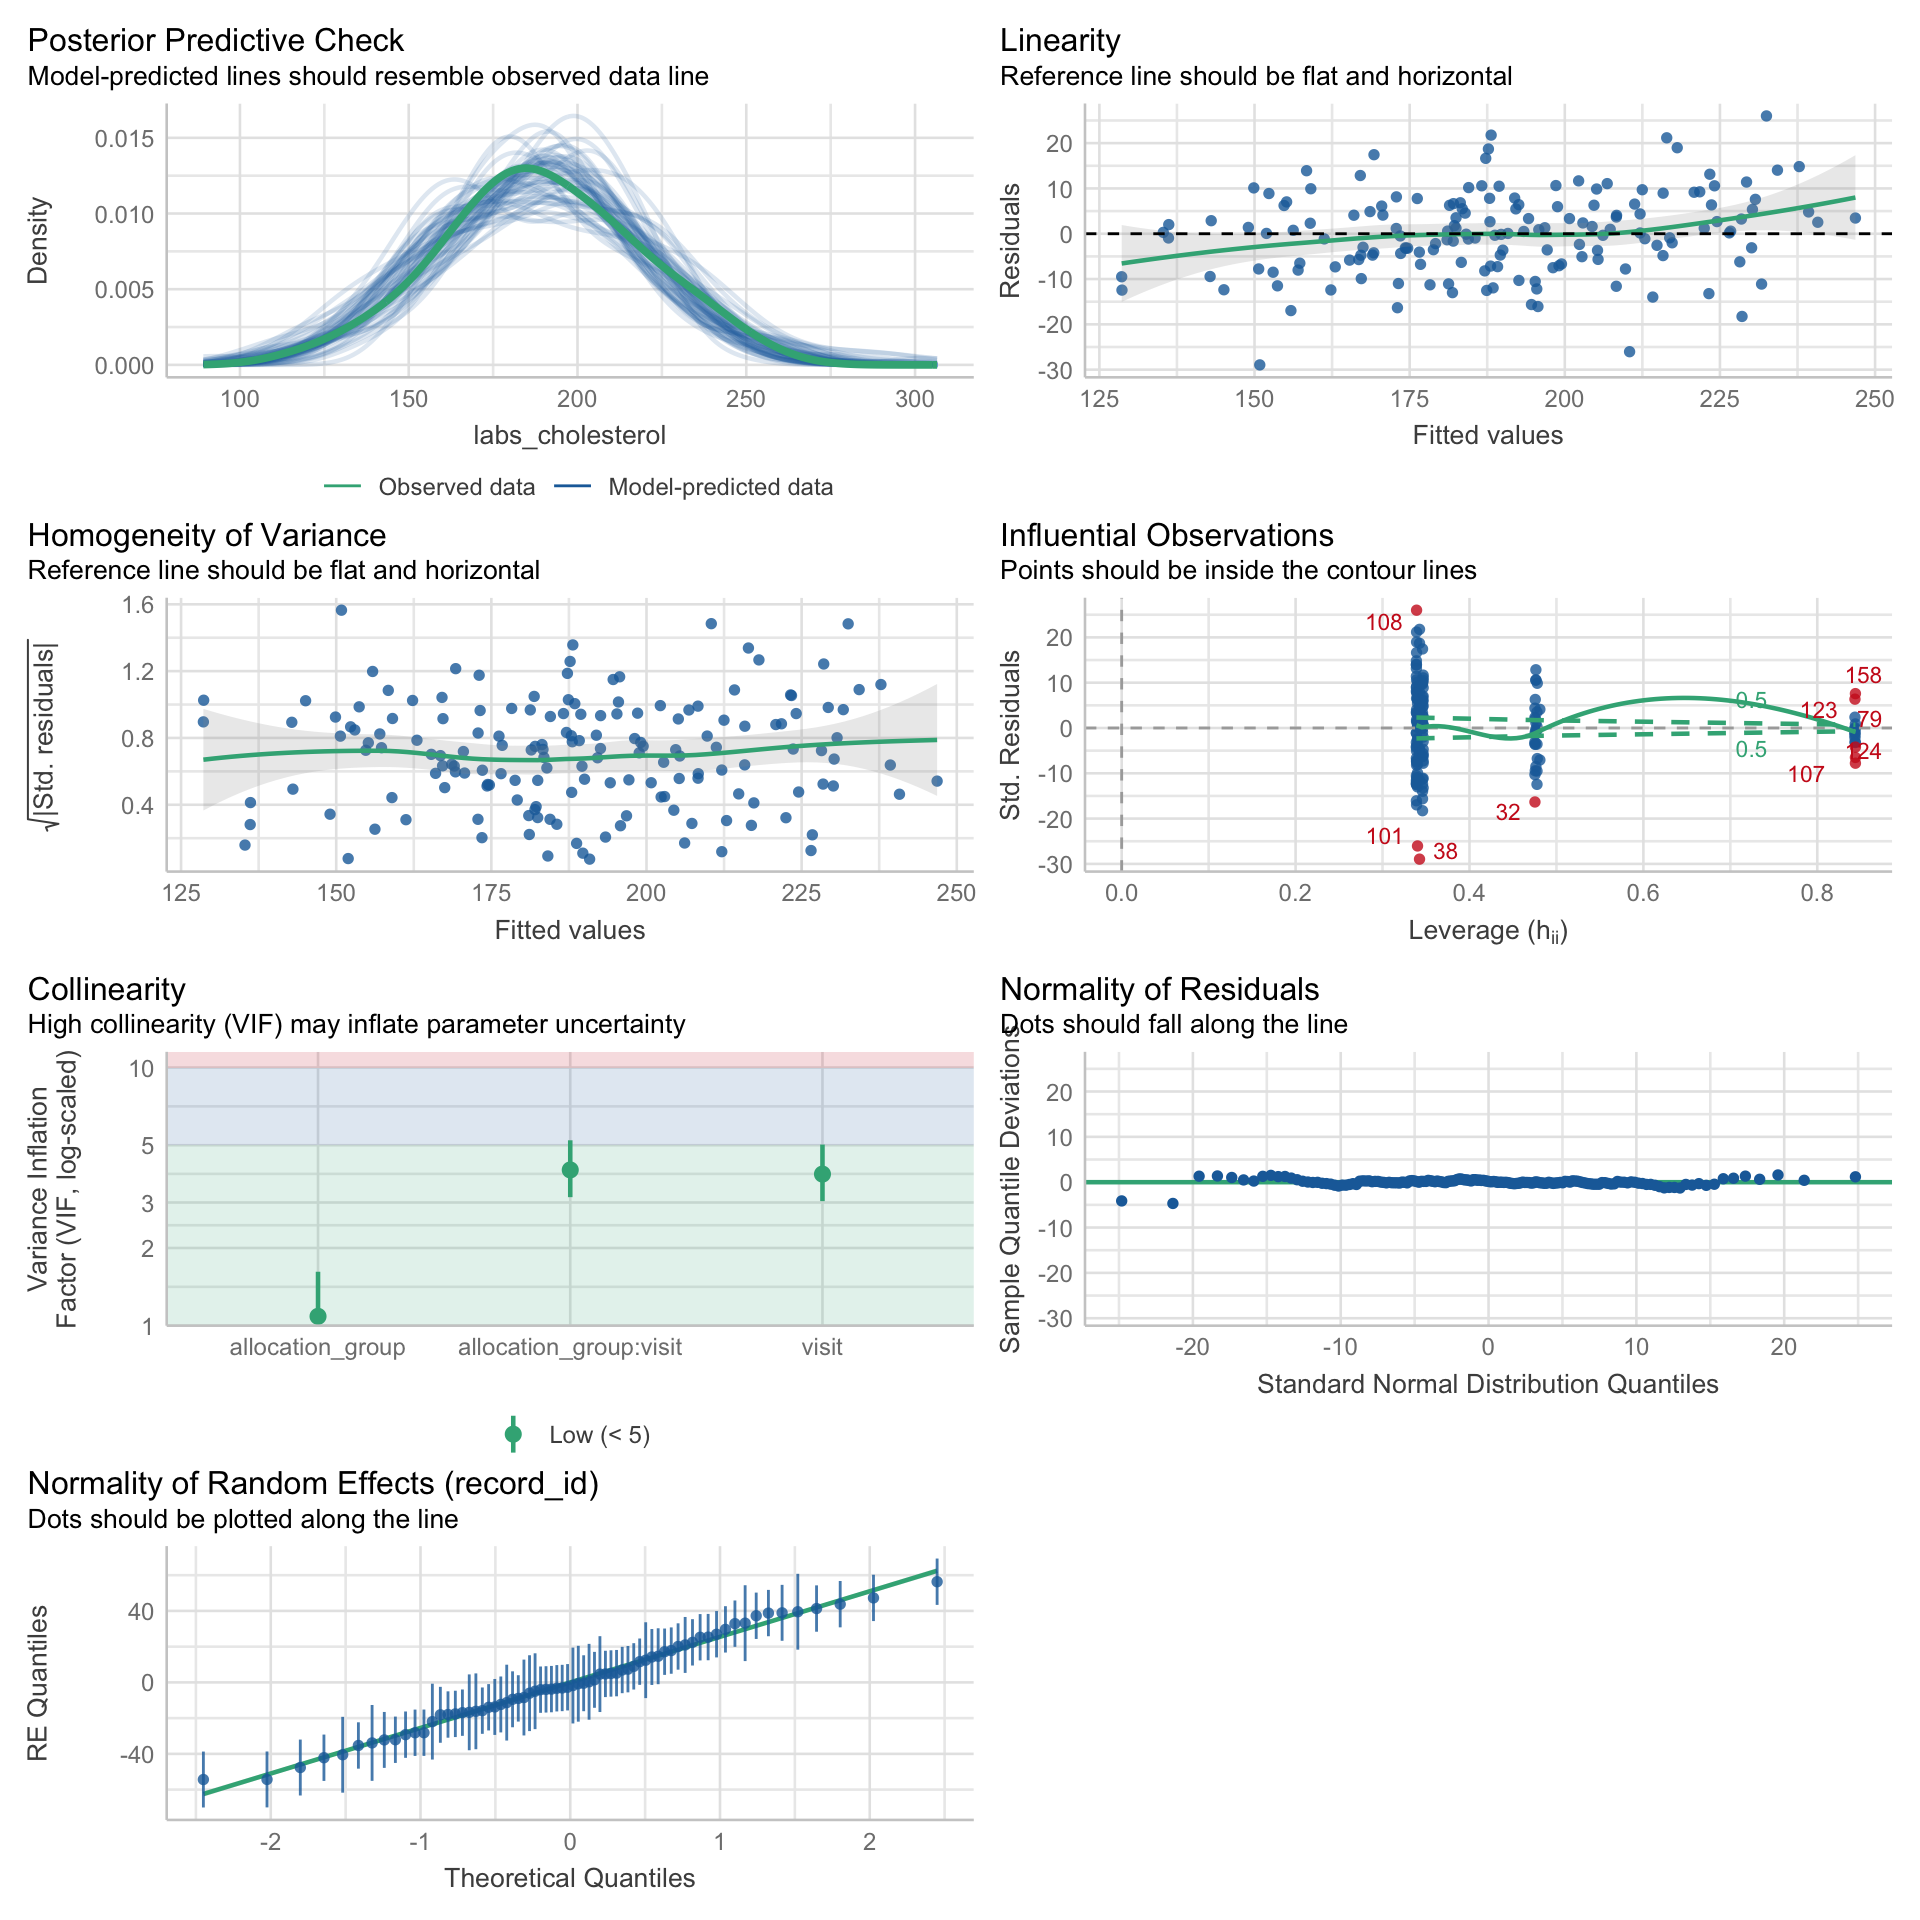 Posterior Predictive Check
Model-predicted lines should resemble observed data line
Density
0.015
0.010
0.005
0.000
100 150 200 250 300
labs_cholesterol
Observed data Model-predicted data
Linearity
Reference line should be flat and horizontal
Residuals
20
10
0
-10
-20
-30
125 150 175 200 225 250
Fitted values
Homogeneity of Variance
Reference line should be flat and horizontal
√|Std. residuals|
1.6
1.2
0.8
0.4
125 150 175 200 225 250
Fitted values
Influential Observations
Points should be inside the contour lines
Std. Residuals
20
10
0
-10
-20
-30
108
158
0.5
123
79
0.5
124
107
32
101
38
0.0 0.2 0.4 0.6 0.8
Leverage (hii)
Collinearity
High collinearity (VIF) may inflate parameter uncertainty
Variance Inflation
Factor (VIF, log-scaled)
10
5
3
2
1
allocation_group allocation_group:visit visit
Low (< 5)
Normality of Residuals
Dots should fall along the line
Sample Quantile Deviations
20
10
0
-10
-20
-30
-20 -10 0 10 20
Standard Normal Distribution Quantiles
Normality of Random Effects (record_id)
Dots should be plotted along the line
RE Quantiles
40
0
-40
-2 -1 0 1 2
Theoretical Quantiles